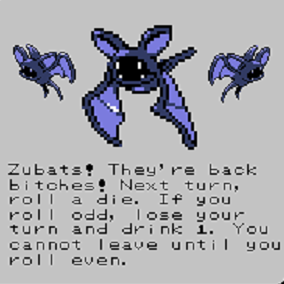 Zubats! They're back
bitches! Next turn,
roll a die. If you
roll odd, lose your
turn and drink 1. You
cannot leave until you
roll even.